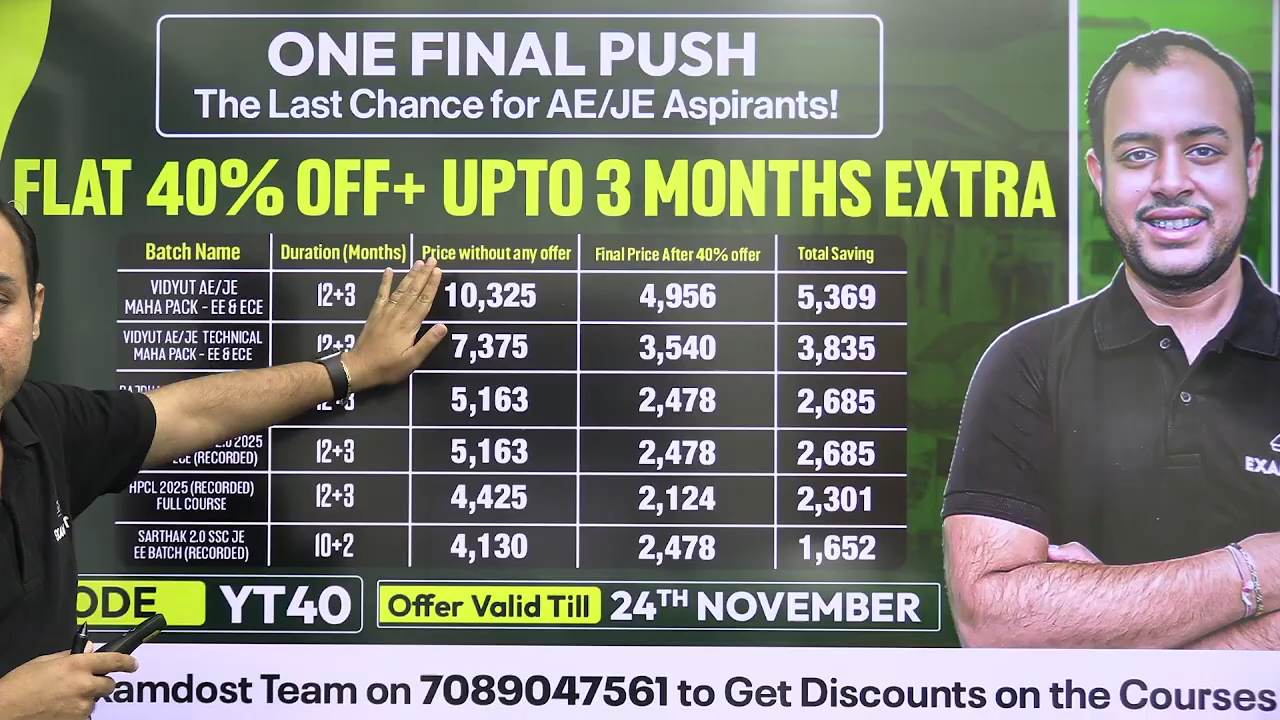 ONE FINAL PUSH
The Last Chance for AE/JE Aspirants!
FLAT 40% OFF+ UPTO 3 MONTHS EXTRA
Batch Name Duration (Months) Price without any offer Final Price After 40% offer Total Saving
VIDYUT AE/JE
MAHA PACK - EE & ECE 12+3 10,325 4,956 5,369
VIDYUT AE/JE TECHNICAL
MAHA PACK - EE & ECE 12+3 7,375 3,540 3,835
5,163 2,478 2,685
2025
(RECORDED) 12+3 5,163 2,478 2,685
HPCL 2025 (RECORDED)
FULL COURSE 12+3 4,425 2,124 2,301
SARTHAK 2.0 SSC JE
EE BATCH (RECORDED) 10+2 4,130 2,478 1,652
YT40 Offer Valid Till 24TH NOVEMBER
Team on 7089047561 to Get Discounts on the Courses